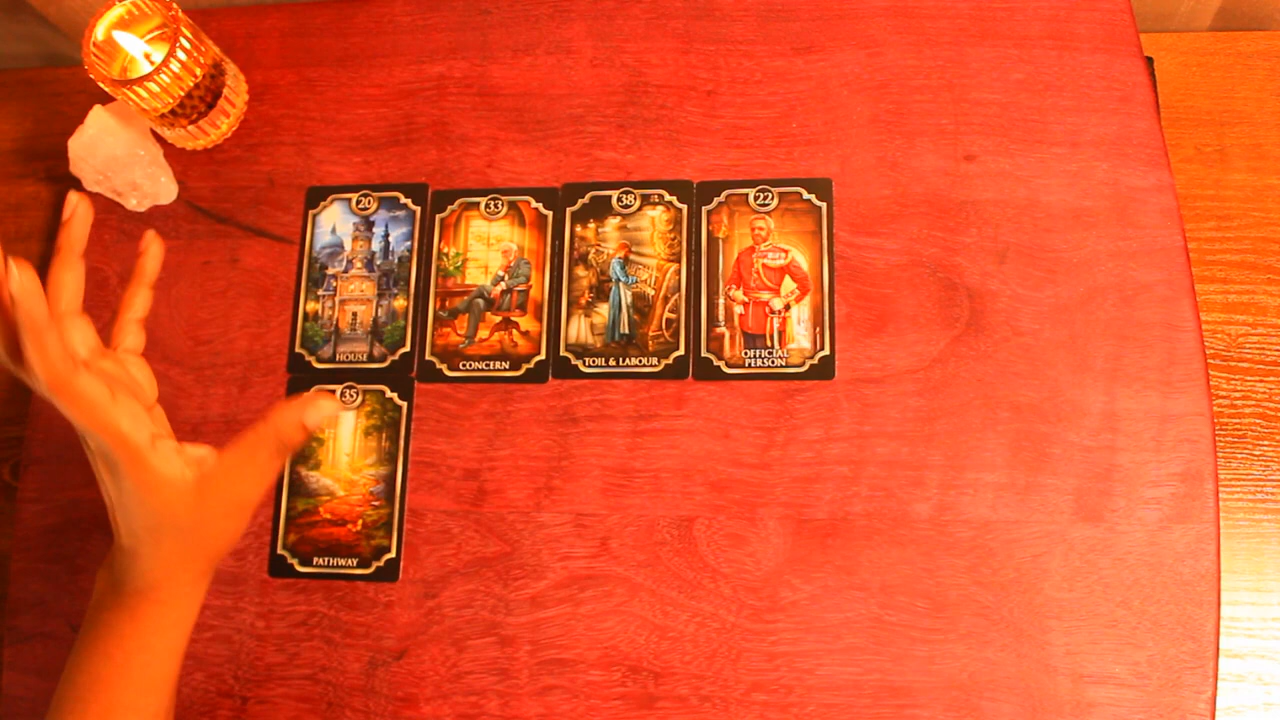 20
HOUSE
33
CONCERN
38
TOIL & LABOUR
22
OFFICIAL
PERSON
35
PATHWAY